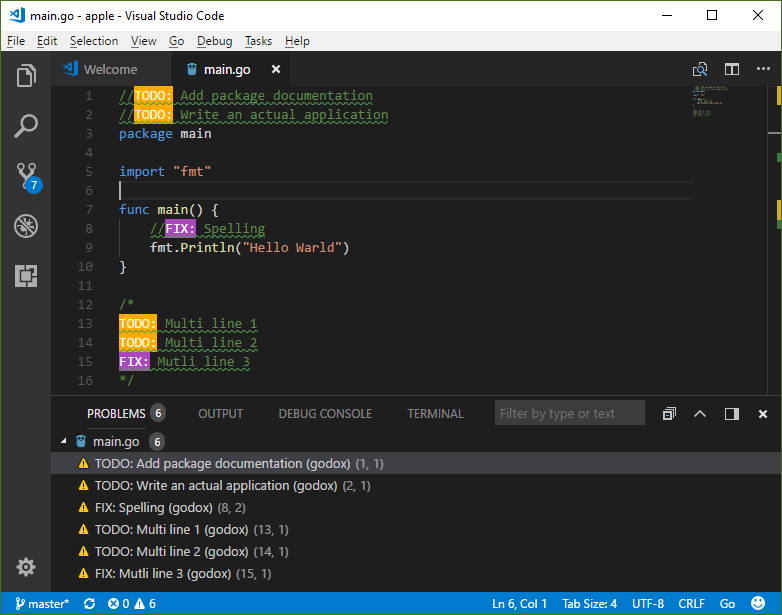 main.go - apple - Visual Studio Code
File Edit Selection View Go Debug Tasks Help
Welcome main.go
1 //TODO: Add package documentation
2 //TODO: Write an actual application
3 package main
4
5 import "fmt"
6
7 func main() {
8 //FIX: Spelling
9 fmt.Println("Hello Warld")
10 }
11
12 /*
13 TODO: Multi line 1
14 TODO: Multi line 2
15 FIX: Mutli line 3
16 */
7
PROBLEMS 6 OUTPUT DEBUG CONSOLE TERMINAL Filter by type or text
main.go 6
TODO: Add package documentation (godox) (1, 1)
TODO: Write an actual application (godox) (2, 1)
FIX: Spelling (godox) (8, 2)
TODO: Multi line 1 (godox) (13, 1)
TODO: Multi line 2 (godox) (14, 1)
FIX: Mutli line 3 (godox) (15, 1)
master* 0 6 Ln 6, Col 1 Tab Size: 4 UTF-8 CRLF Go